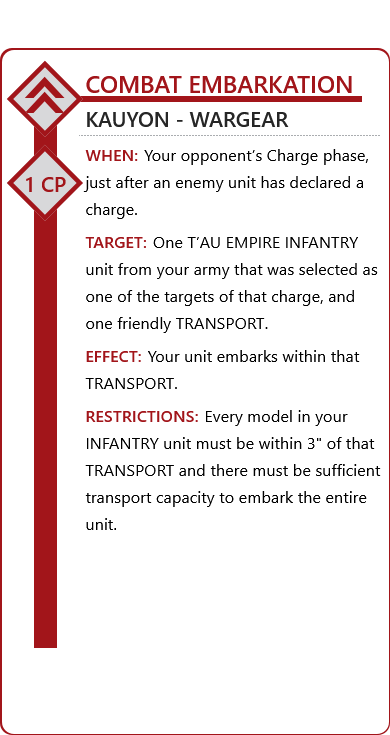 COMBAT EMBARKATION
KAUYON - WARGEAR
1 CP
WHEN: Your opponent’s Charge phase,
just after an enemy unit has declared a
charge.
TARGET: One T’AU EMPIRE INFANTRY
unit from your army that was selected as
one of the targets of that charge, and
one friendly TRANSPORT.
EFFECT: Your unit embarks within that
TRANSPORT.
RESTRICTIONS: Every model in your
INFANTRY unit must be within 3" of that
TRANSPORT and there must be sufficient
transport capacity to embark the entire
unit.